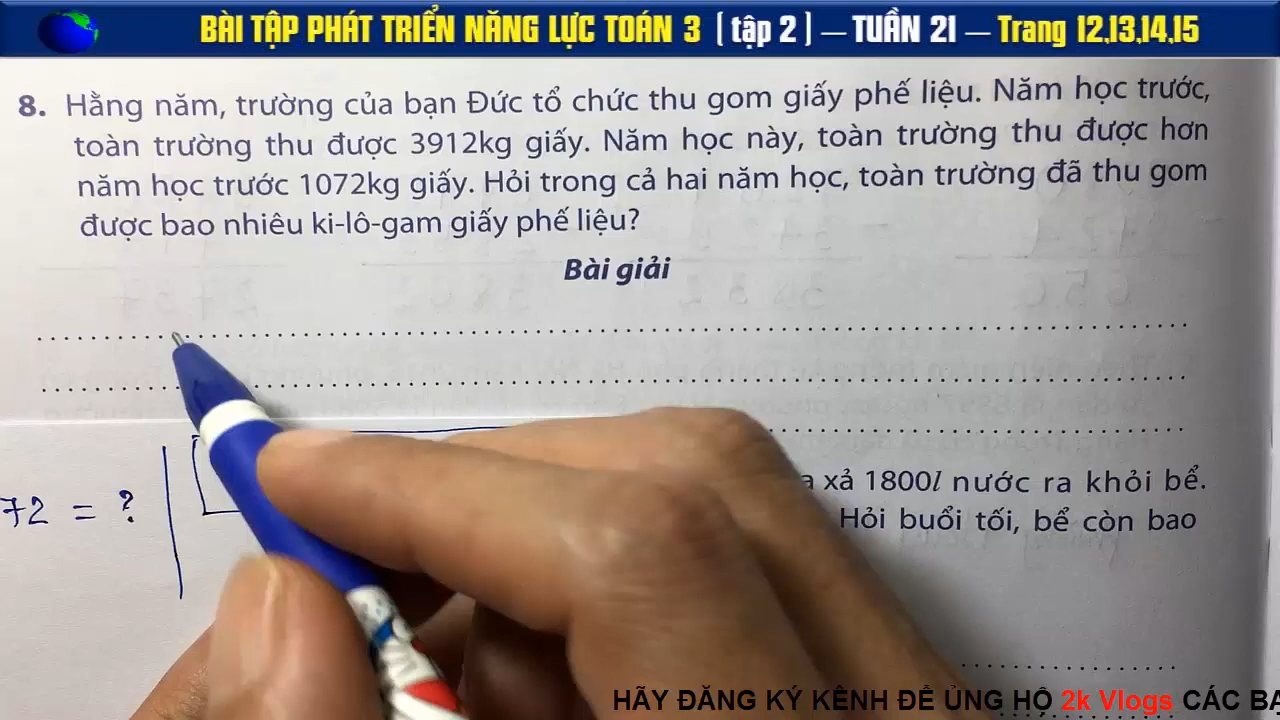 BÀI TẬP PHÁT TRIỂN NĂNG LỰC TOÁN 3 ( tập 2 ) – TUẦN 21 – Trang 12,13,14,15
8. Hằng năm, trường của bạn Đức tổ chức thu gom giấy phế liệu. Năm học trước,
toàn trường thu được 3912kg giấy. Năm học này, toàn trường thu được hơn
năm học trước 1072kg giấy. Hỏi trong cả hai năm học, toàn trường đã thu gom
được bao nhiêu ki-lô-gam giấy phế liệu?
Bài giải
xả 1800l nước ra khỏi bể.
72 = ?
Hỏi buổi tối, bể còn bao
HÃY ĐĂNG KÝ KÊNH ĐỂ ỦNG HỘ 2k Vlogs CÁC